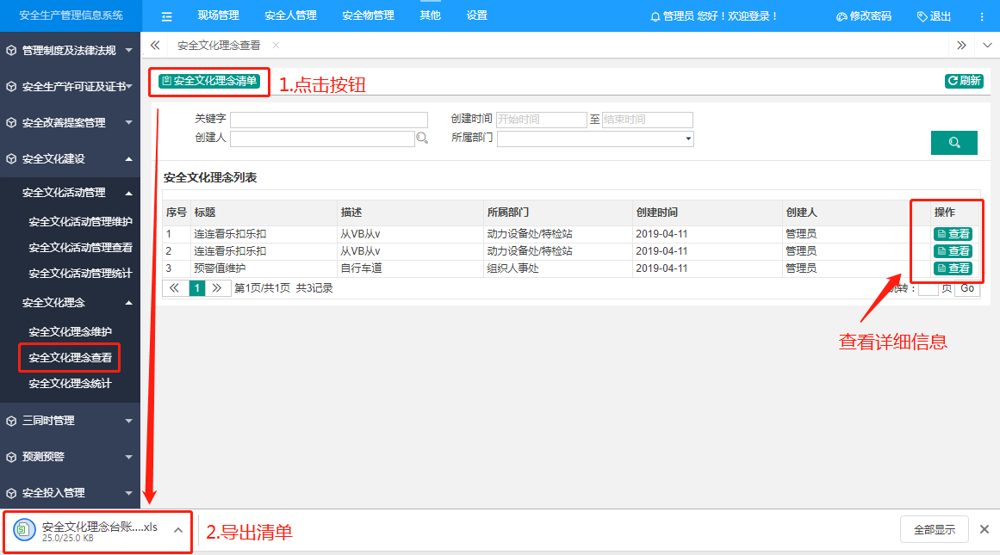 安全生产管理信息系统 现场管理 安全人管理 安全物管理 其他 设置 管理员 您好！欢迎登录！ 修改密码 退出
管理制度及法律法规
安全生产许可证及证书
安全改善提案管理
安全文化建设
安全文化活动管理
安全文化活动管理维护
安全文化活动管理查看
安全文化活动管理统计
安全文化理念
安全文化理念维护
安全文化理念查看
安全文化理念统计
三同时管理
预测预警
安全投入管理
安全文化理念查看 ×
安全文化理念清单 1.点击按钮 刷新
关键字 创建时间 开始时间 至 结束时间
创建人 所属部门
安全文化理念列表
序号 标题 描述 所属部门 创建时间 创建人 操作
1 连连看乐扣乐扣 从VB从v 动力设备处/特检站 2019-04-11 管理员 查看
2 连连看乐扣乐扣 从VB从v 动力设备处/特检站 2019-04-11 管理员 查看
3 预警值维护 自行车道 组织人事处 2019-04-11 管理员 查看
1 第1页/共1页 共3记录 转： 页 Go
查看详细信息
安全文化理念台账....xls 2.导出清单 全部显示
25.0/25.0 KB